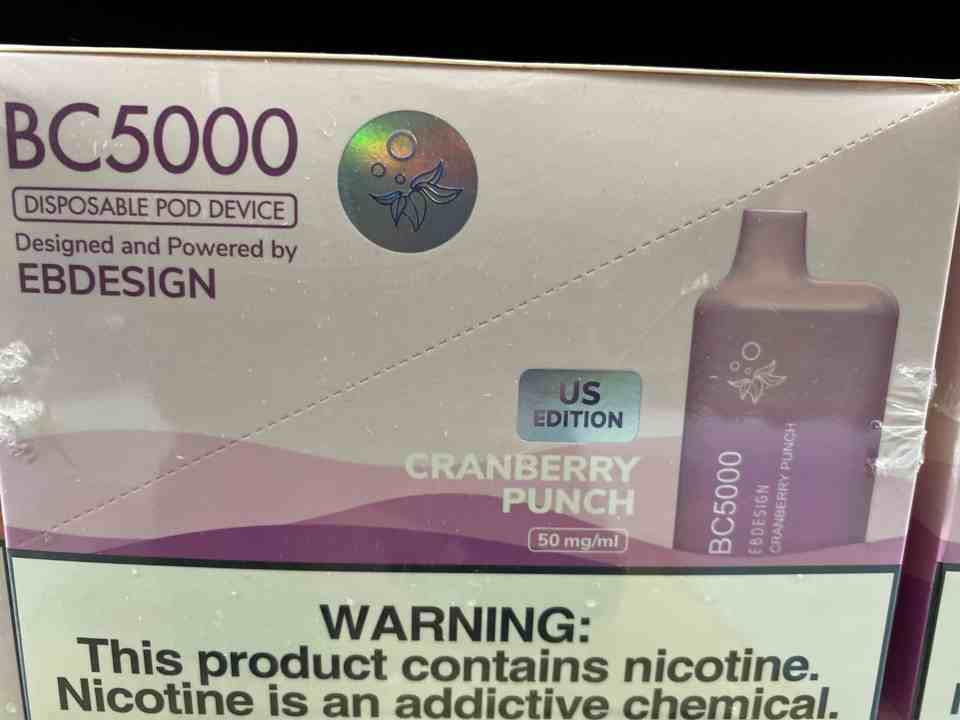 BC5000
DISPOSABLE POD DEVICE
Designed and Powered by
EBDESIGN
US
EDITION
CRANBERRY
PUNCH
50 mg/ml
BC5000
EBDESIGN
CRANBERRY PUNCH
WARNING:
This product contains nicotine.
Nicotine is an addictive chemical.